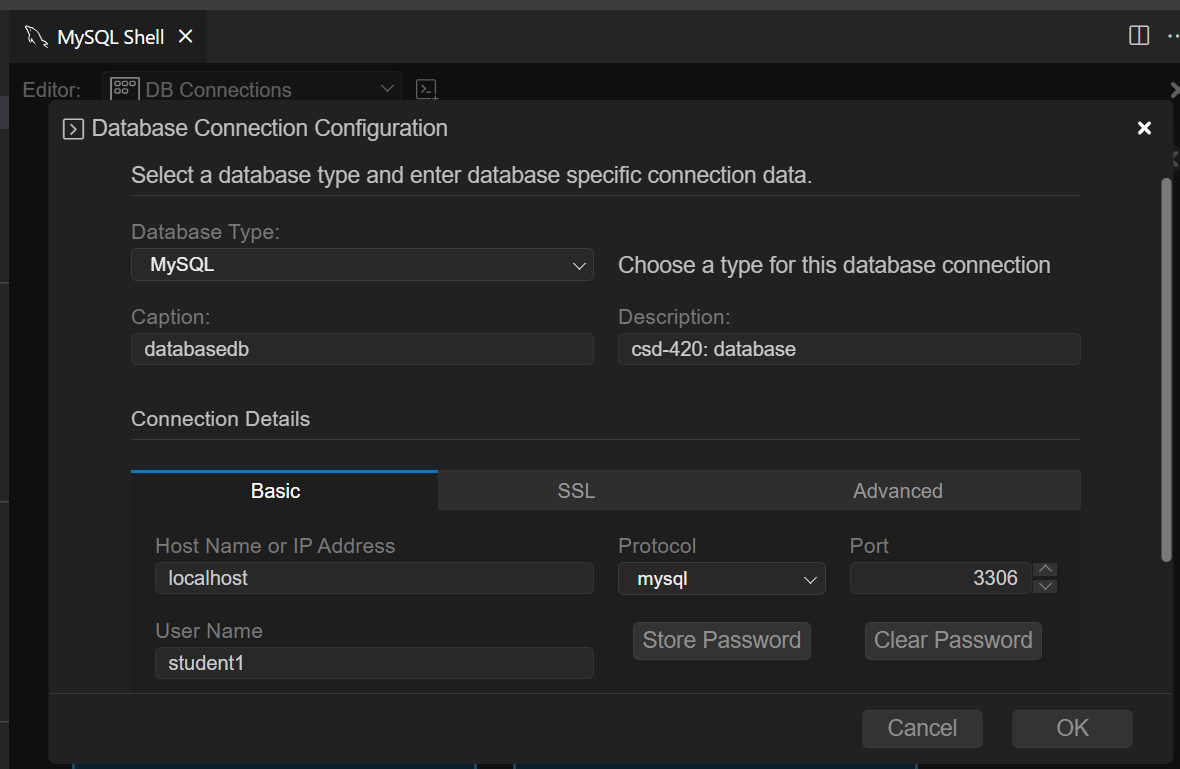 MySQL Shell
Editor: DB Connections
Database Connection Configuration
Select a database type and enter database specific connection data.
Database Type:
MySQL
Choose a type for this database connection
Caption: Description:
databasedb csd-420: database
Connection Details
Basic SSL Advanced
Host Name or IP Address Protocol Port
localhost mysql 3306
User Name
Store Password Clear Password
student1
Cancel OK